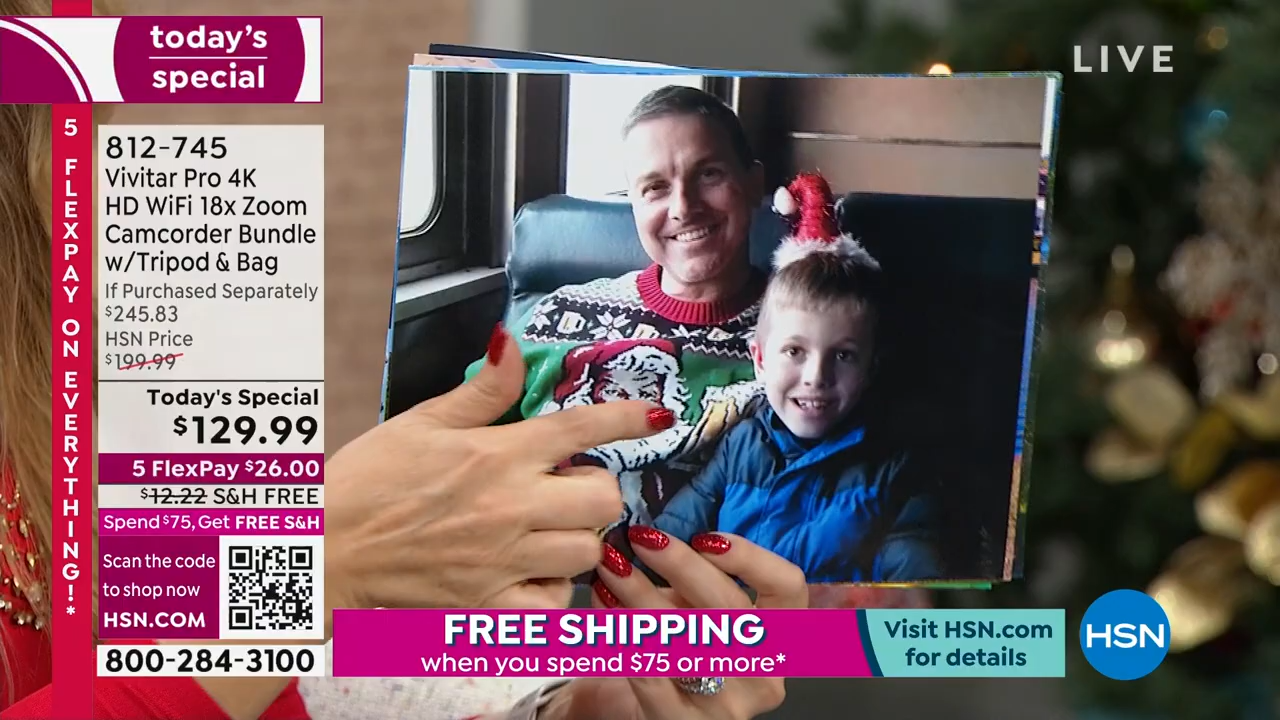 today's
special
5 FLEXPAY ON EVERYTHING!*
812-745
Vivitar Pro 4K
HD WiFi 18x Zoom
Camcorder Bundle
w/Tripod & Bag
If Purchased Separately
$245.83
HSN Price
$199.99
Today's Special
$129.99
5 FlexPay $26.00
$12.22 S&H FREE
Spend $75, Get FREE S&H
Scan the code
to shop now
HSN.COM
800-284-3100
LIVE
FREE SHIPPING
when you spend $75 or more*
Visit HSN.com
for details
HSN